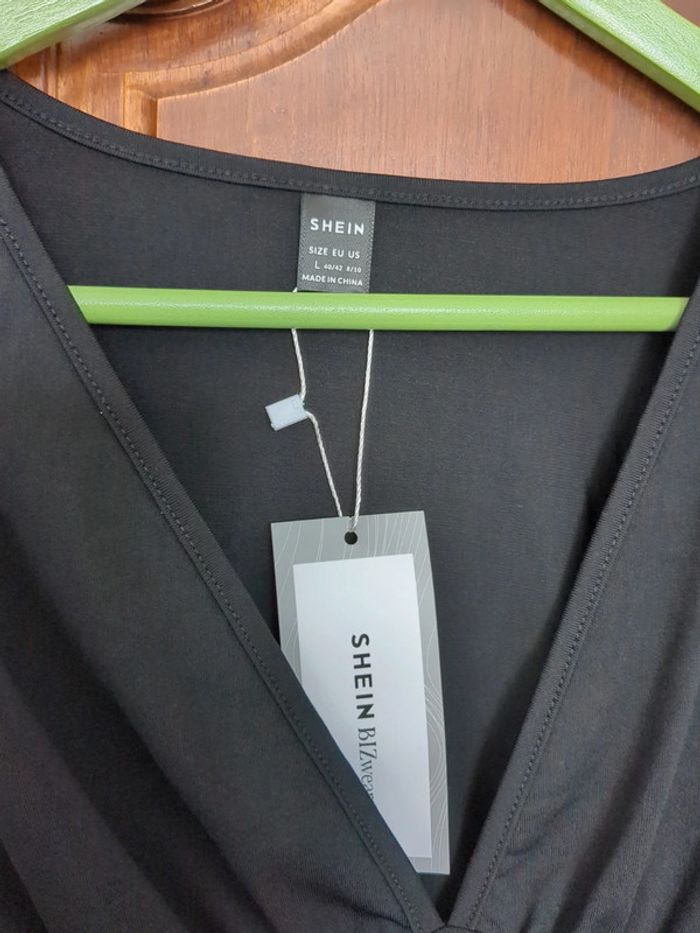 SHEIN
SIZE EU US
L 40/42 8/10
MADE IN CHINA
SHEIN BIZwear